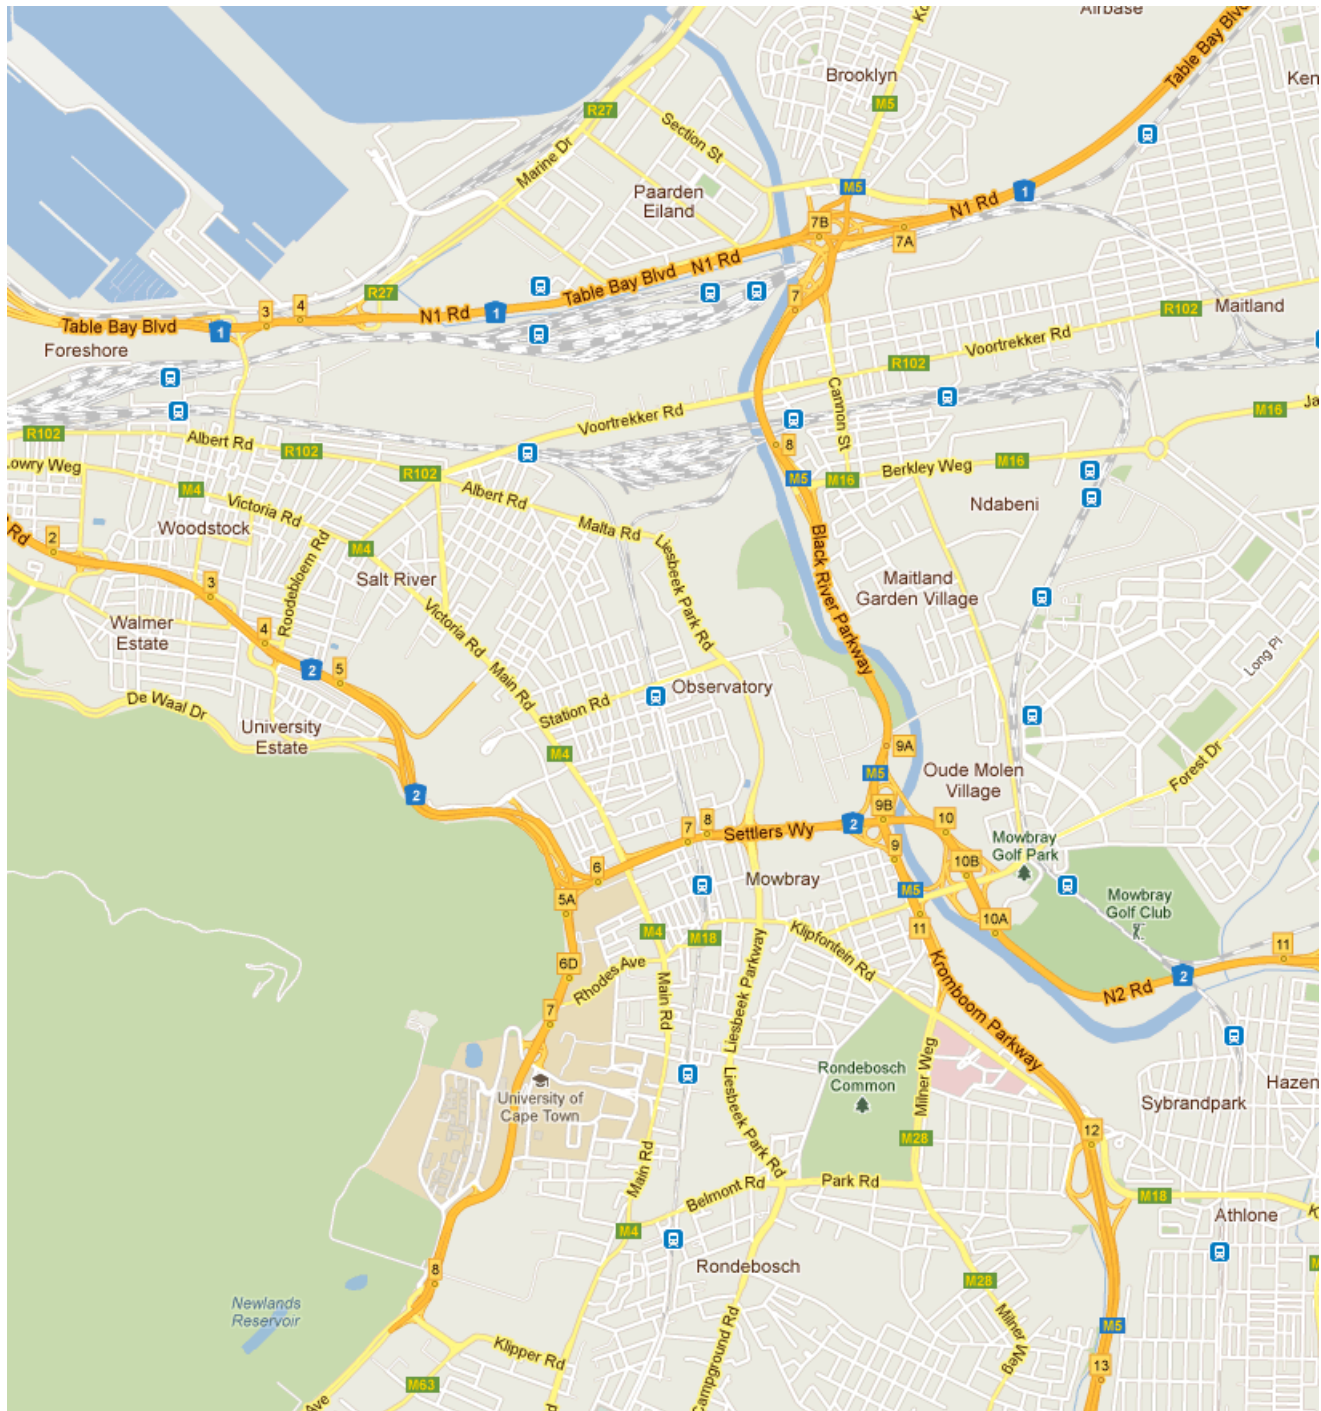 Airbase
Table Bay Blvd
Brooklyn
Ken
M5
R27
Section St
Marine Dr
Paarden
Eiland
M5
1
N1 Rd
7B
7A
N1 Rd
Table Bay Blvd
R27
7
3
4
N1 Rd
1
Table Bay Blvd
1
Foreshore
Maitland
R102
Voortrekker Rd
R102
Cannon St
Voortrekker Rd
M16
Ja
R102
Albert Rd
R102
8
R102
Lowry Weg
M4
Albert Rd
M5
M16
Berkley Weg
M16
Ndabeni
Victoria Rd
Woodstock
Malta Rd
Rd
2
M4
Liesbeek Park Rd
Black River Parkway
Roodebloem Rd
Salt River
Maitland
Garden Village
3
Walmer
Estate
4
Victoria Rd
Long Pl
2
5
Main Rd
Observatory
De Waal Dr
Station Rd
University
Estate
M4
9A
M5
Oude Molen
Village
Forest Dr
2
9B
10
7
8
Settlers Wy
2
Mowbray
Golf Park
9
10B
6
Mowbray
M5
Mowbray
Golf Club
5A
10A
M4
M18
Klipfontein Rd
11
11
6D
Rhodes Ave
Main Rd
Liesbeek Parkway
Kromboom Parkway
2
N2 Rd
7
Rondebosch
Common
Milner Weg
Liesbeek Park Rd
University of
Cape Town
Hazen
Sybrandpark
12
M28
Main Rd
Belmont Rd
Park Rd
M18
K
M4
Athlone
8
Rondebosch
M
M28
Newlands
Reservoir
Milner Weg
M5
Klipper Rd
Campground Rd
13
M63
Ave